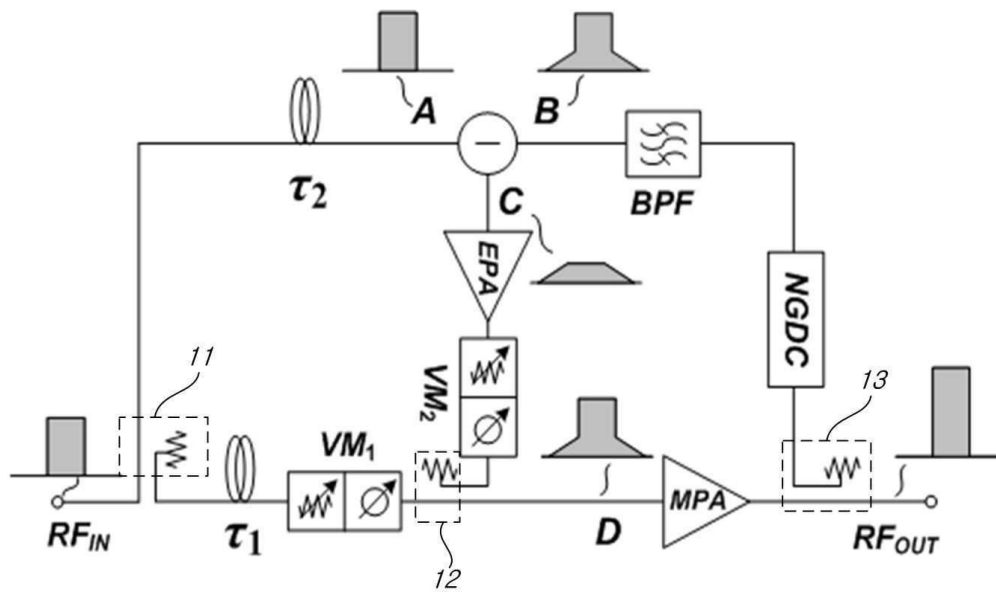 A
B
τ2
BPF
C
EPA
NGDC
11
VM2
13
VM1
RFIN
τ1
12
D
MPA
RFOUT